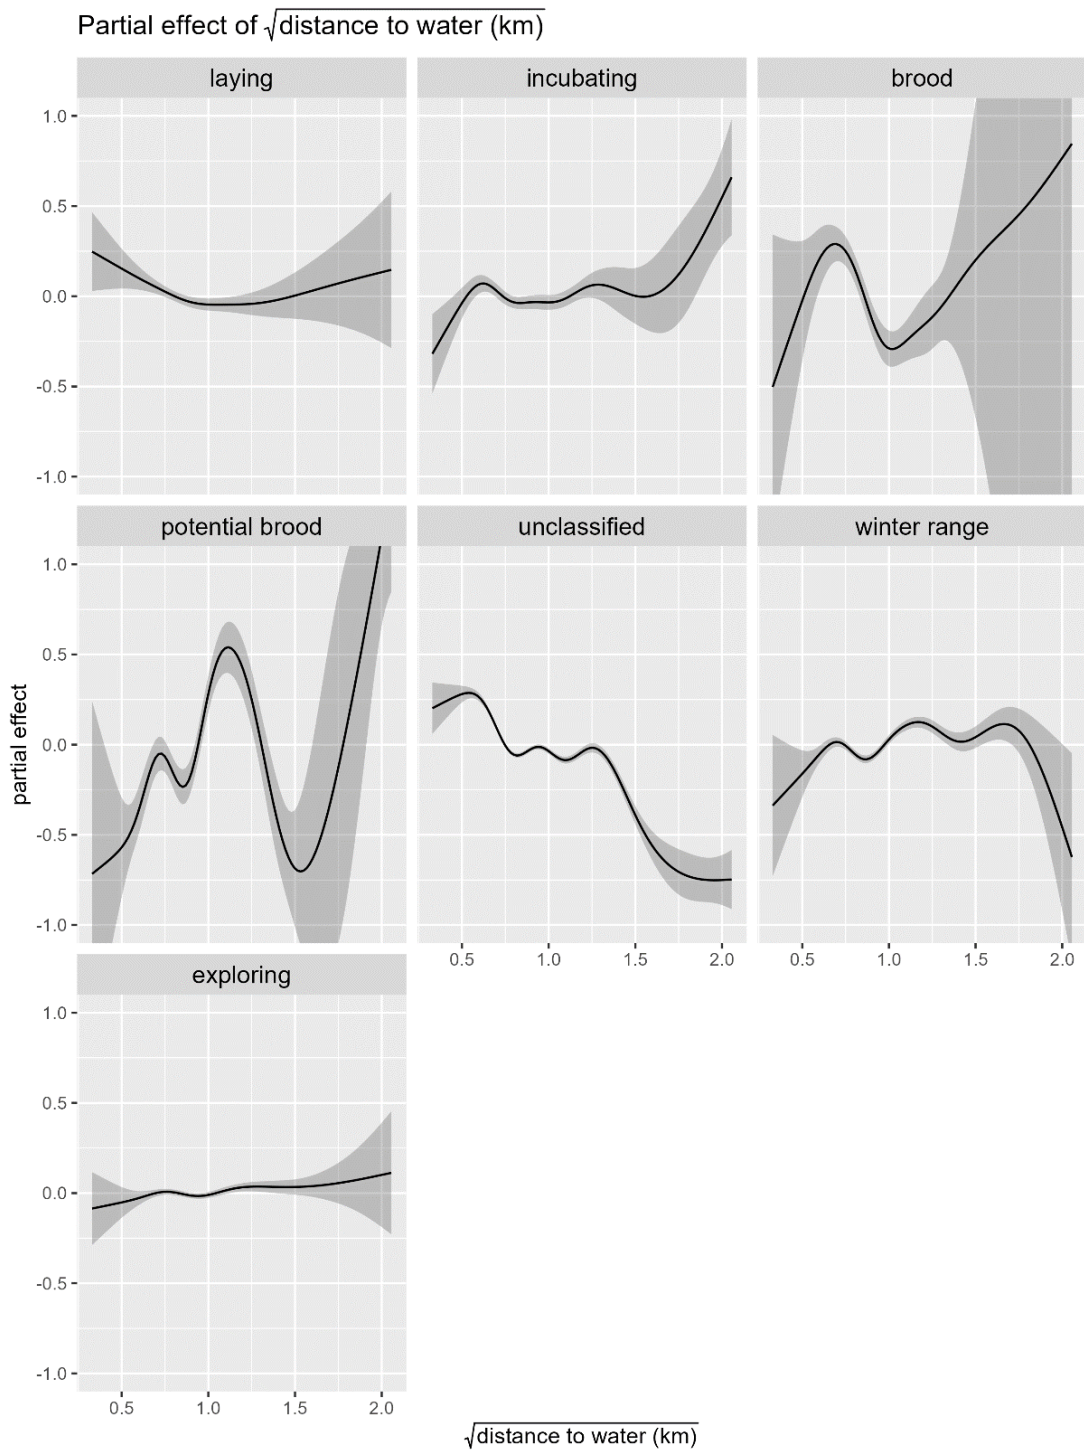 Partial effect of √distance to water (km)
laying incubating brood
1.0
0.5
0.0
-0.5
-1.0
potential brood unclassified winter range
1.0
0.5
0.0
-0.5
-1.0
0.5 1.0 1.5 2.0 0.5 1.0 1.5 2.0
exploring
1.0
0.5
0.0
-0.5
-1.0
0.5 1.0 1.5 2.0
partial effect
√distance to water (km)